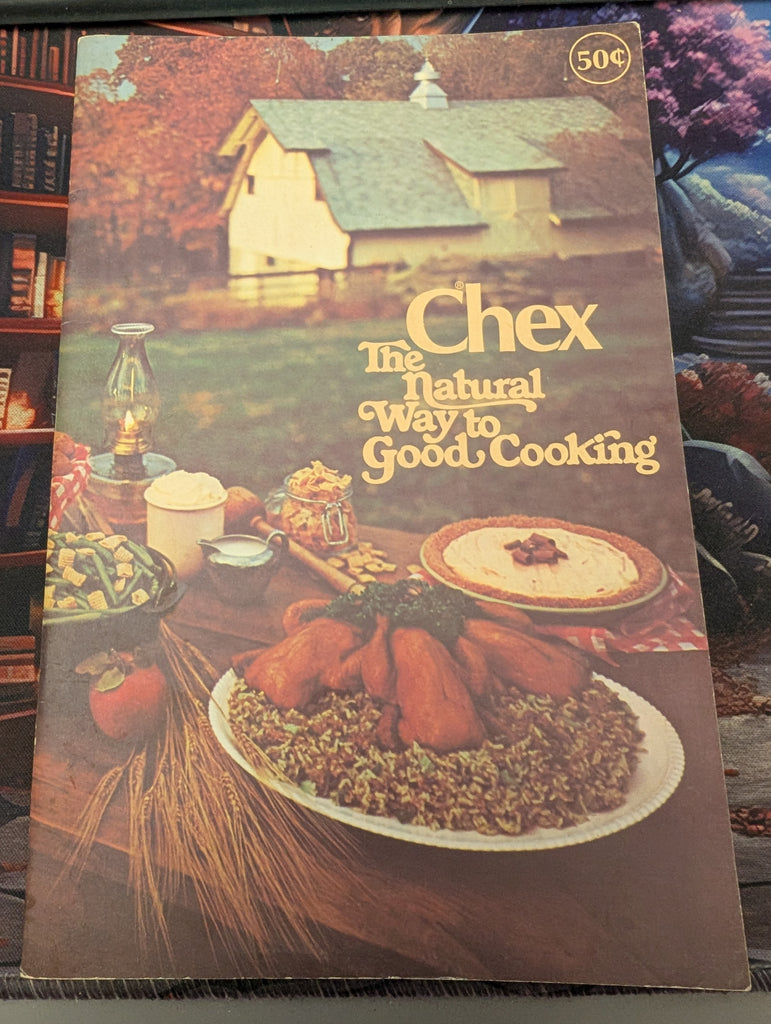 50¢
®Chex
The
Natural
Way to
Good Cooking